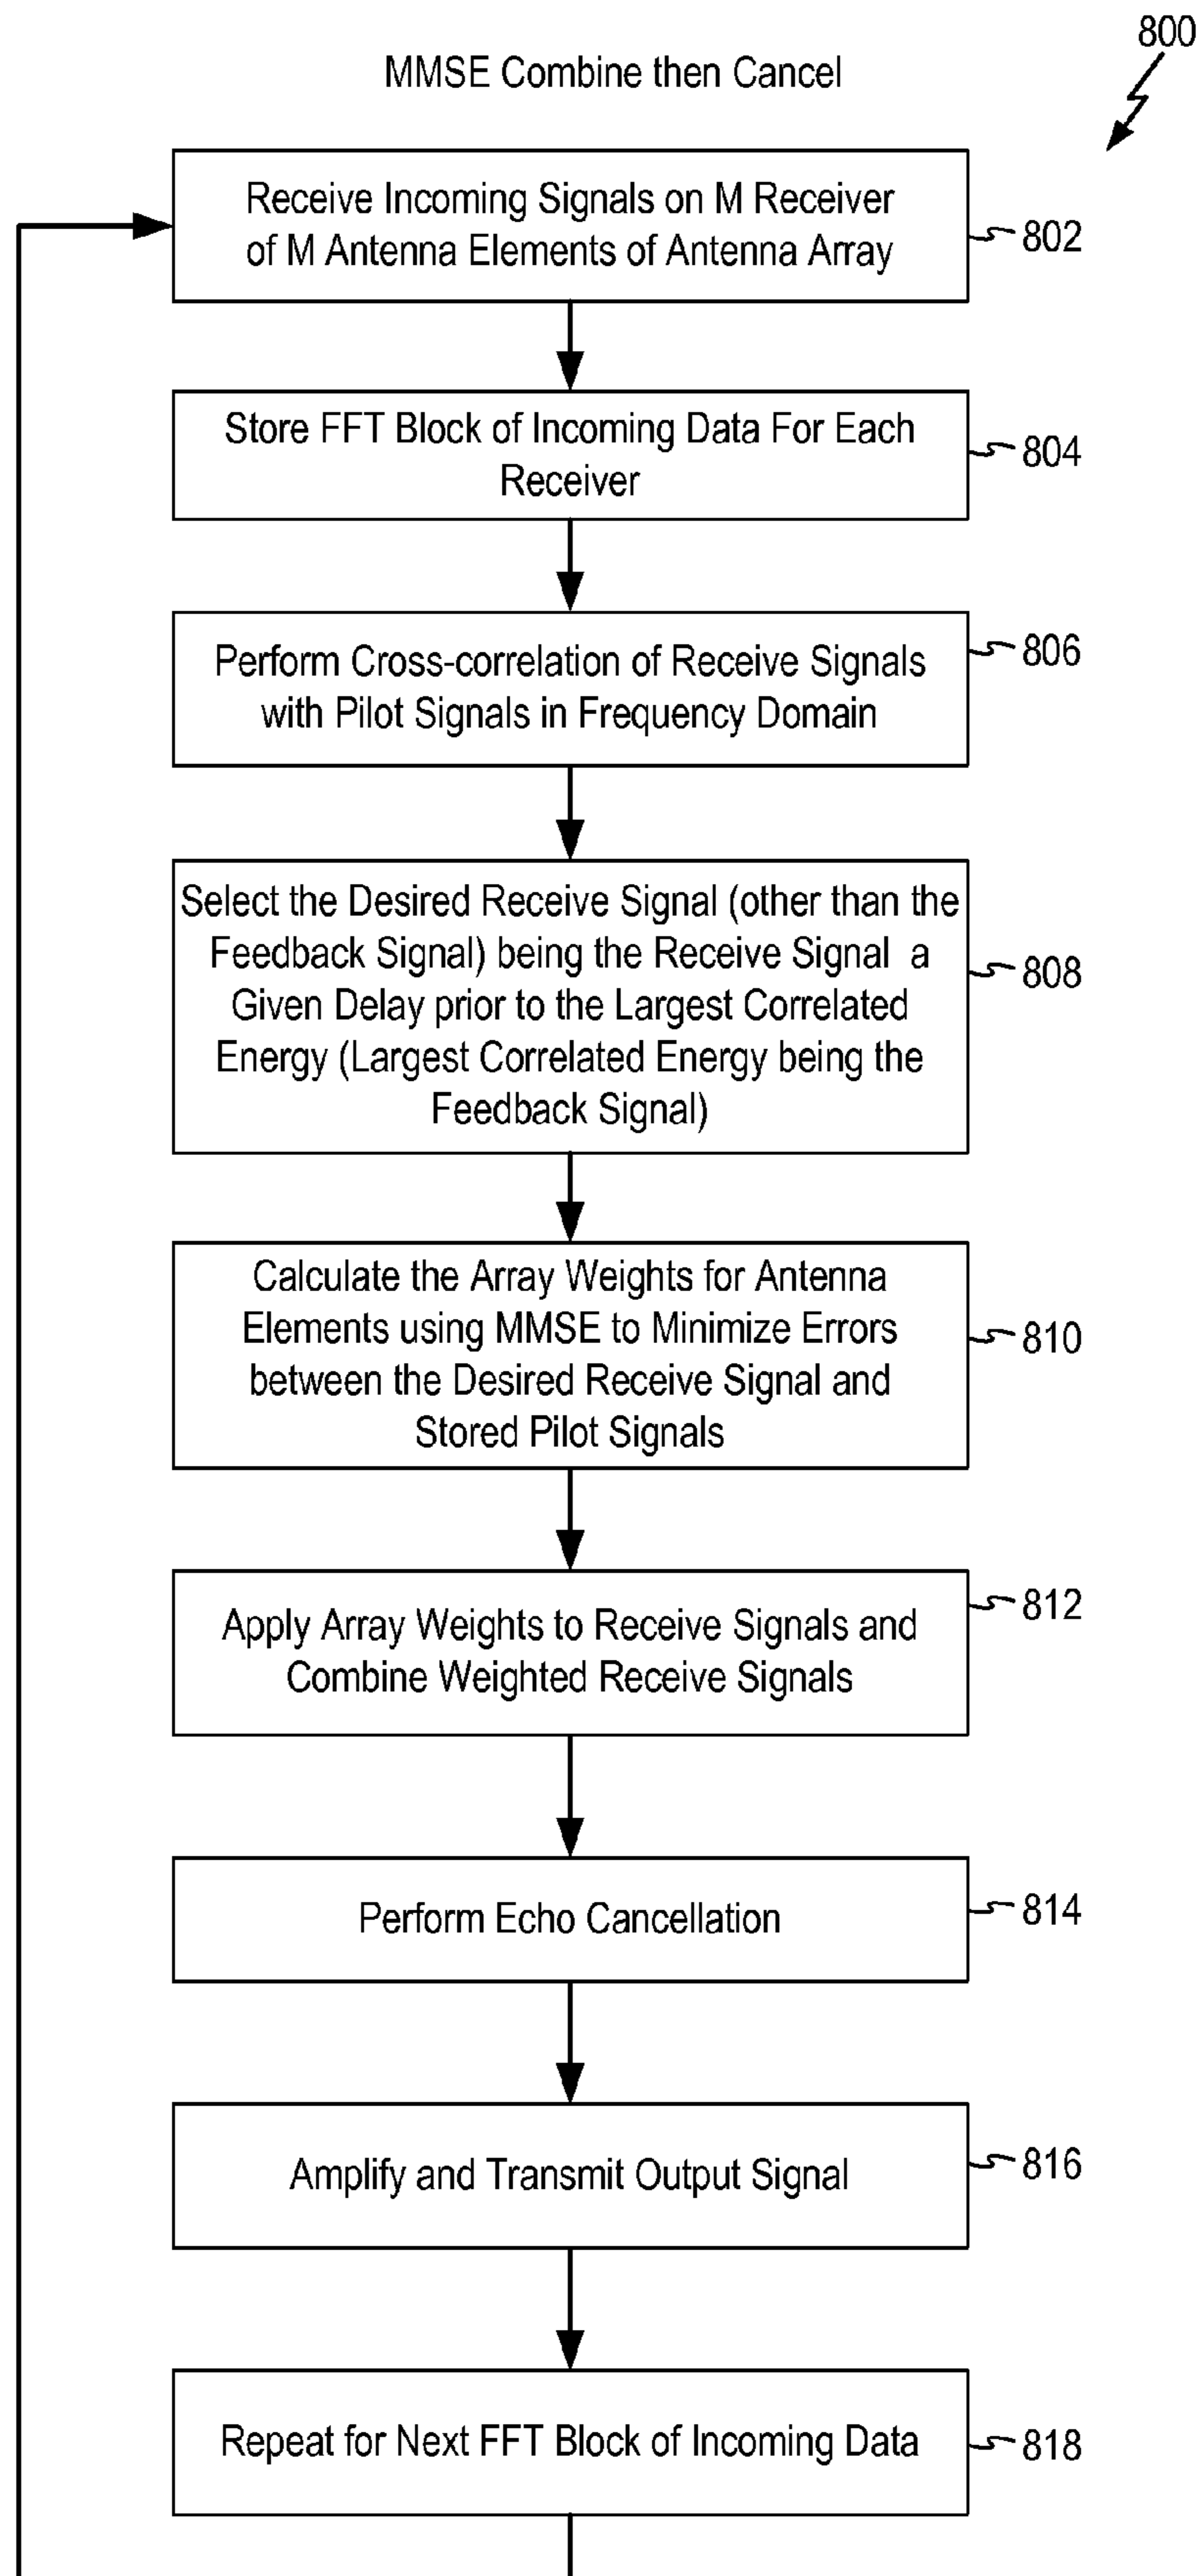 800
MMSE Combine then Cancel
Receive Incoming Signals on M Receiver
of M Antenna Elements of Antenna Array
802
Store FFT Block of Incoming Data For Each
Receiver
804
Perform Cross-correlation of Receive Signals
with Pilot Signals in Frequency Domain
806
Select the Desired Receive Signal (other than the
Feedback Signal) being the Receive Signal a
Given Delay prior to the Largest Correlated
Energy (Largest Correlated Energy being the
Feedback Signal)
808
Calculate the Array Weights for Antenna
Elements using MMSE to Minimize Errors
between the Desired Receive Signal and
Stored Pilot Signals
810
Apply Array Weights to Receive Signals and
Combine Weighted Receive Signals
812
Perform Echo Cancellation
814
Amplify and Transmit Output Signal
816
Repeat for Next FFT Block of Incoming Data
818